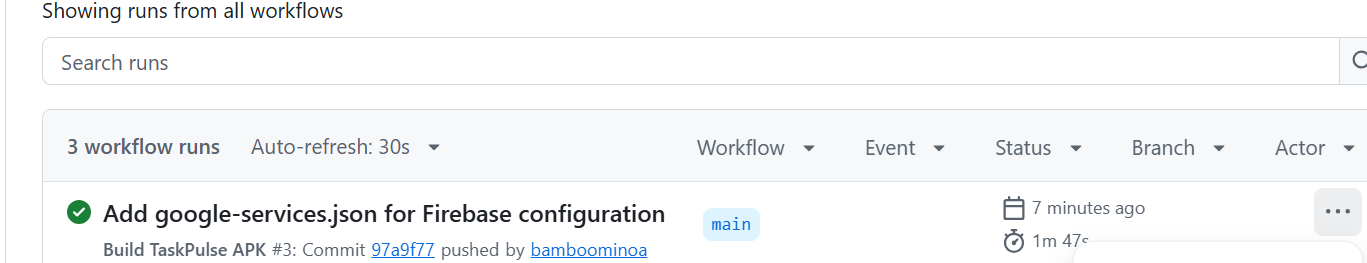 Showing runs from all workflows
Search runs
3 workflow runs Auto-refresh: 30s Workflow Event Status Branch Actor
Add google-services.json for Firebase configuration main 7 minutes ago
Build TaskPulse APK #3: Commit 97a9f77 pushed by bamboominoa 1m 47s